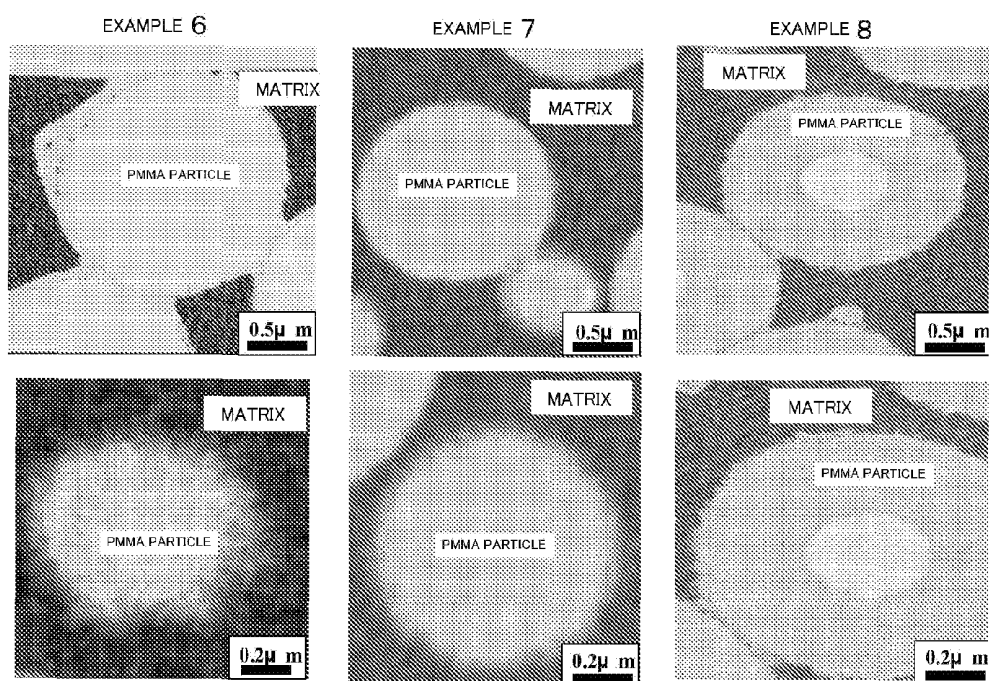 EXAMPLE 6
MATRIX
PMMA PARTICLE
0.5μ m
EXAMPLE 7
MATRIX
PMMA PARTICLE
0.5μ m
EXAMPLE 8
MATRIX
PMMA PARTICLE
0.5μ m
MATRIX
PMMA PARTICLE
0.2μ m
MATRIX
PMMA PARTICLE
0.2μ m
MATRIX
PMMA PARTICLE
0.2μ m